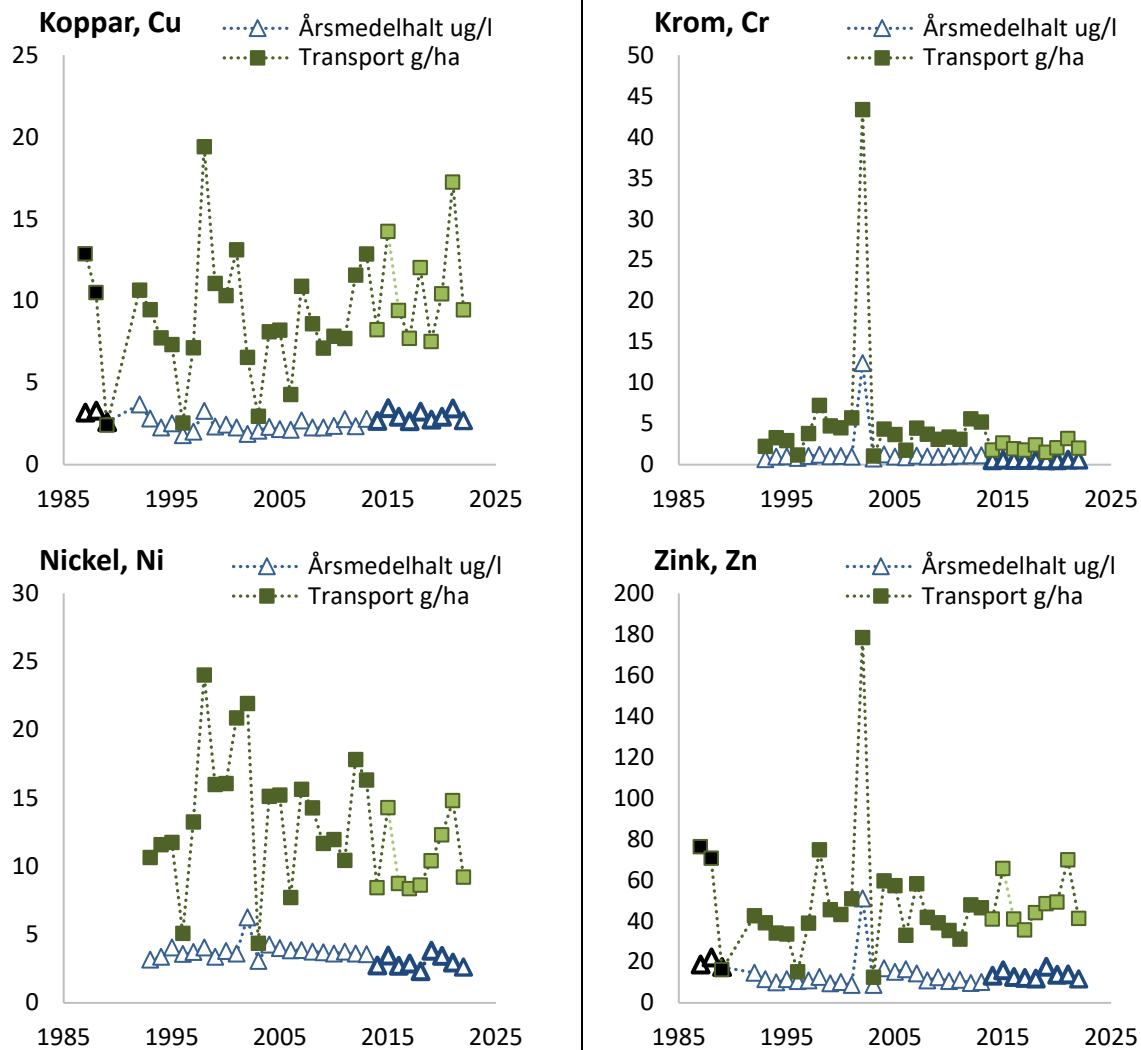 Koppar, Cu
Årsmedelhalt ug/l
Transport g/ha
25
20
15
10
5
0
1985 1995 2005 2015 2025
Krom, Cr
Årsmedelhalt ug/l
Transport g/ha
50
45
40
35
30
25
20
15
10
5
0
1985 1995 2005 2015 2025
Nickel, Ni
Årsmedelhalt ug/l
Transport g/ha
30
25
20
15
10
5
0
1985 1995 2005 2015 2025
Zink, Zn
Årsmedelhalt ug/l
Transport g/ha
200
180
160
140
120
100
80
60
40
20
0
1985 1995 2005 2015 2025